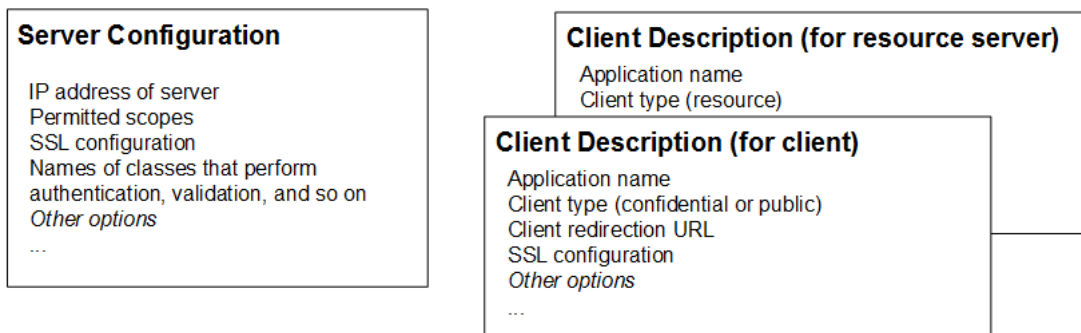 Server Configuration
IP address of server
Permitted scopes
SSL configuration
Names of classes that perform
authentication, validation, and so on
Other options
...
Client Description (for resource server)
Application name
Client type (resource)
Client Description (for client)
Application name
Client type (confidential or public)
Client redirection URL
SSL configuration
Other options
...